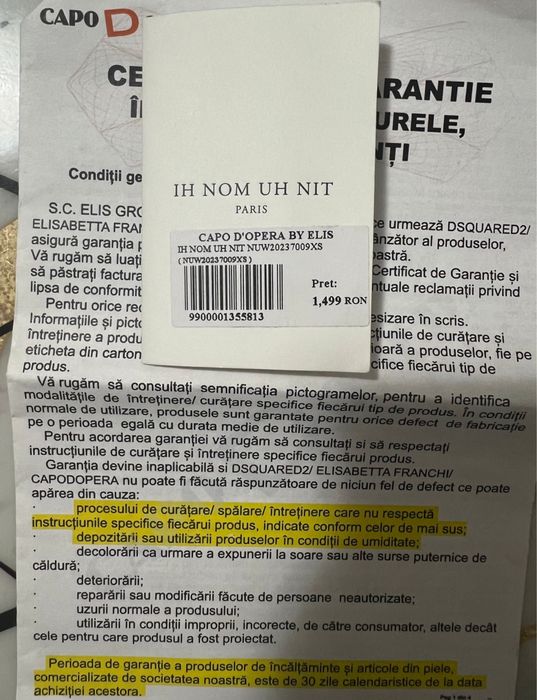 CAPO D
CE
ARANTIE
Î
URELE,
NȚI
Condiții ge
IH NOM UH NIT
PARIS
CAPO D'OPERA BY ELIS
IH NOM UH NIT NUW20237009XS
(NUW20237009XS)
Pret:
1,499 RON
9900001355813
S.C. ELIS GRO
ce urmează DSQUARED2/
ELISABETTA FRAN
ânzător al produselor,
asigură garanția p
astră.
Vă rugăm să luați
Certificat de Garanție și
să păstrați factura
ntuale reclamații privind
lipsa de conformit
Pentru orice rec
esizare în scris.
Informațiile și picto
cțiunile de curățare și
întreținere a produ
ioară a produselor, fie pe
eticheta din carton
cifice fiecărui tip de
produs.
Vă rugăm să consultați semnificația pictogramelor, pentru a identifica
modalitățile de întreținere/ curățare specifice fiecărui tip de produs. În condiții
normale de utilizare, produsele sunt garantate pentru orice defect de fabricație
pe o perioada egală cu durata medie de utilizare.
Pentru acordarea garanției vă rugăm să consultati si să respectați
instrucțiunile de curățare și întreținere specifice fiecărui produs.
Garanția devine inaplicabilă si DSQUARED2/ ELISABETTA FRANCHI/
CAPODOPERA nu poate fi făcută răspunzătoare de niciun fel de defect ce poate
apărea din cauza:
· procesului de curățare/ spălare/ întreținere care nu respectă
instrucțiunile specifice fiecărui produs, indicate conform celor de mai sus;
· depozitării sau utilizării produselor în condiții de umiditate;
· decolorării ca urmare a expunerii la soare sau alte surse puternice de
căldură;
· deteriorării;
· reparării sau modificării făcute de persoane neautorizate;
· uzurii normale a produsului;
· utilizării în condiții improprii, incorecte, de către consumator, altele decât
cele pentru care produsul a fost proiectat.
Perioada de garanție a produselor de încălțăminte și articole din piele,
comercializate de societatea noastră, este de 30 zile calendaristice de la data
achiziției acestora.
Pag 1 din 4